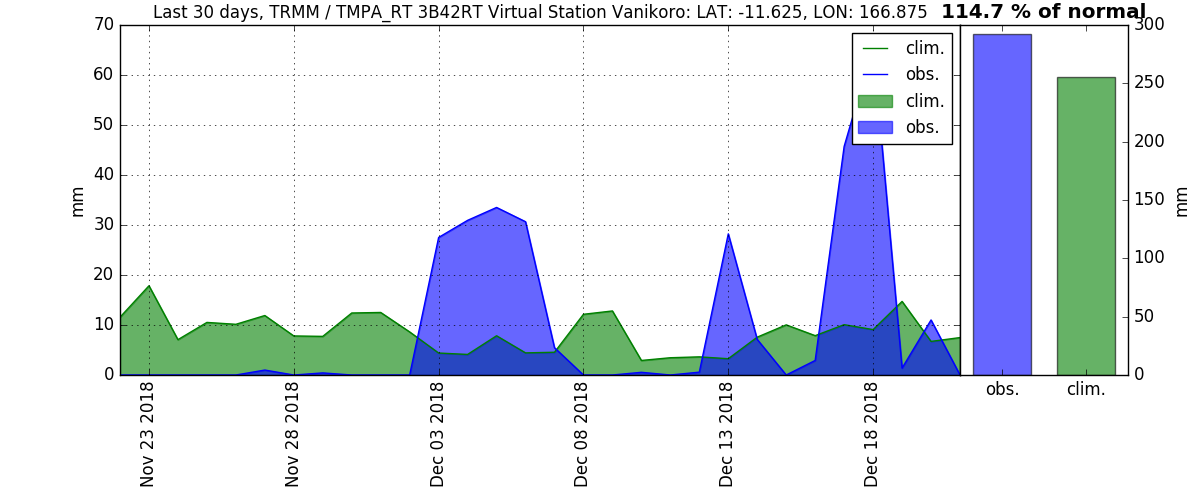 Last 30 days, TRMM / TMPA_RT 3B42RT Virtual Station Vanikoro: LAT: -11.625, LON: 166.875 114.7 % of normal
70
60
50
40
30
20
10
0
mm
clim.
obs.
clim.
obs.
300
250
200
150
100
50
0
mm
obs. clim.
Nov 23 2018
Nov 28 2018
Dec 03 2018
Dec 08 2018
Dec 13 2018
Dec 18 2018